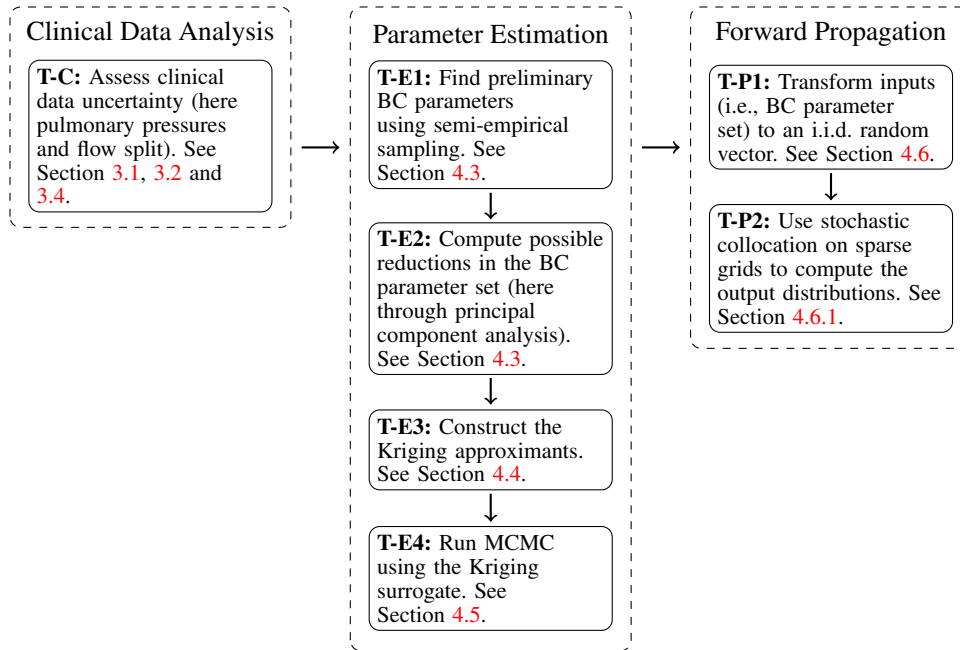 Clinical Data Analysis
T-C: Assess clinical
data uncertainty (here
pulmonary pressures
and flow split). See
Section 3.1, 3.2 and
3.4.
Parameter Estimation
T-E1: Find preliminary
BC parameters
using semi-empirical
sampling. See
Section 4.3.
T-E2: Compute possible
reductions in the BC
parameter set (here
through principal
component analysis).
See Section 4.3.
T-E3: Construct the
Kriging approximants.
See Section 4.4.
T-E4: Run MCMC
using the Kriging
surrogate. See
Section 4.5.
Forward Propagation
T-P1: Transform inputs
(i.e., BC parameter
set) to an i.i.d. random
vector. See Section 4.6.
T-P2: Use stochastic
collocation on sparse
grids to compute the
output distributions. See
Section 4.6.1.